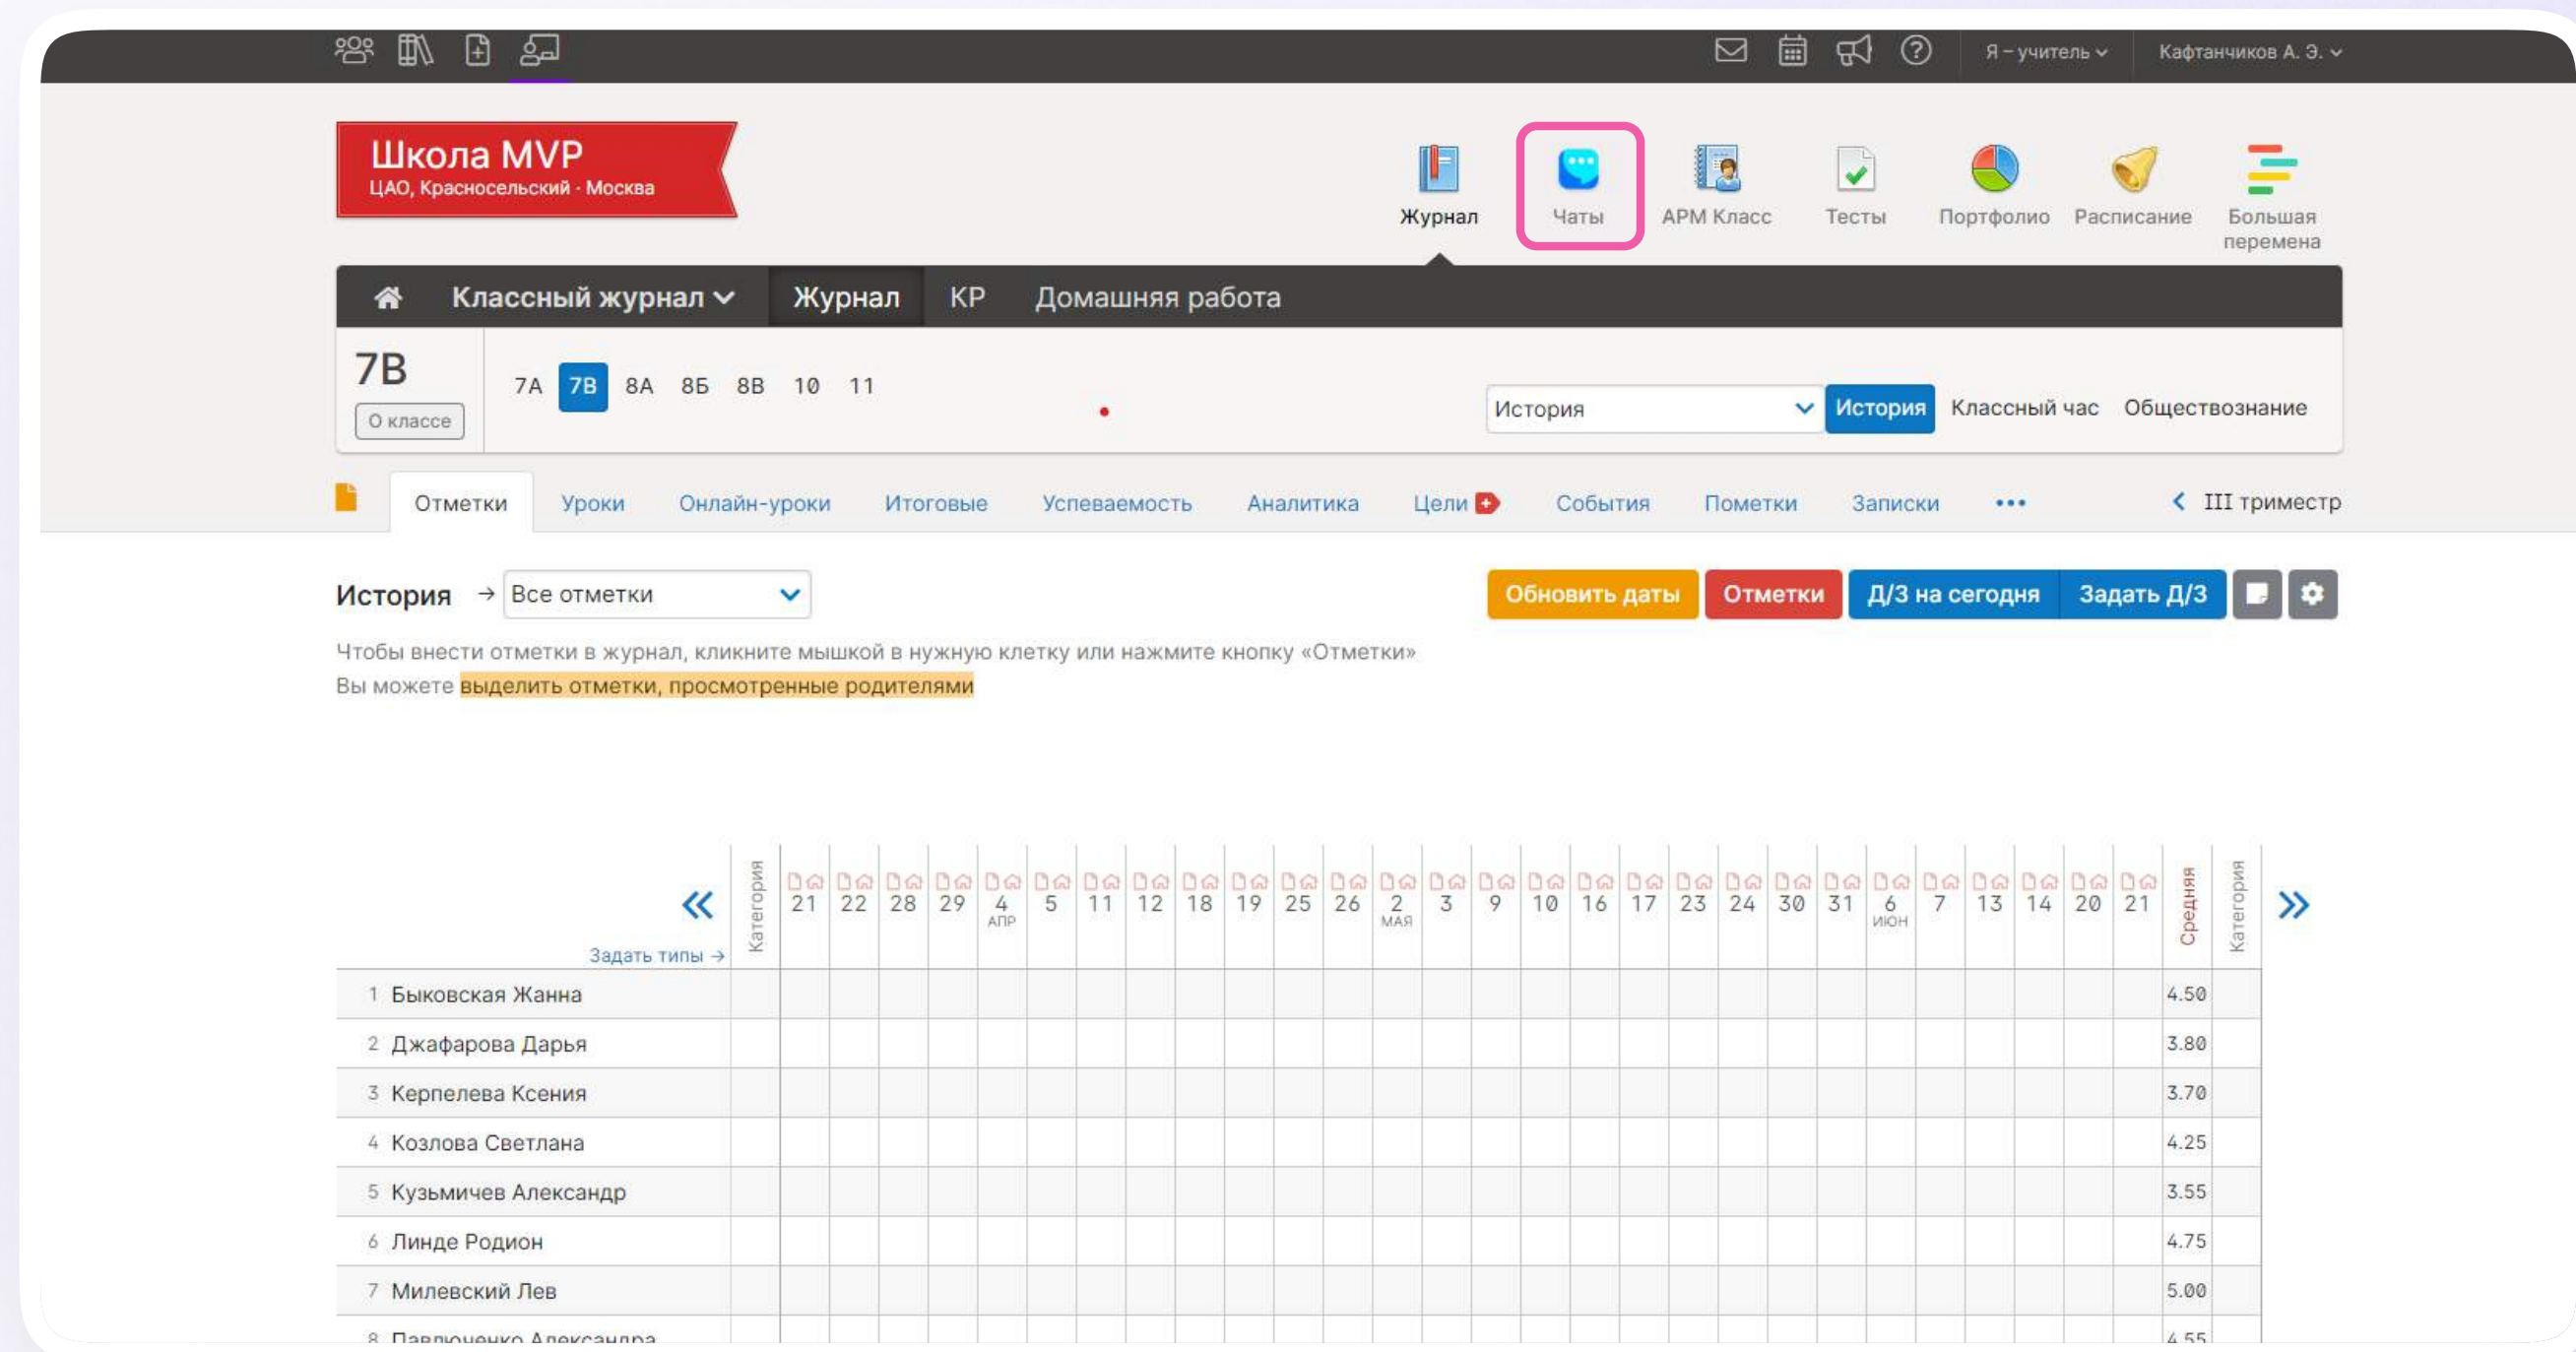 Я – учитель Кафтанчиков А. Э.
Школа MVP
ЦАО, Красносельский · Москва
Журнал Чаты АРМ Класс Тесты Портфолио Расписание Большая перемена
Классный журнал Журнал КР Домашняя работа
7В
О классе
7А 7В 8А 8Б 8В 10 11
История История Классный час Обществознание
Отметки Уроки Онлайн-уроки Итоговые Успеваемость Аналитика Цели События Пометки Записки ••• III триместр
История → Все отметки Обновить даты Отметки Д/З на сегодня Задать Д/З
Чтобы внести отметки в журнал, кликните мышкой в нужную клетку или нажмите кнопку «Отметки»
Вы можете выделить отметки, просмотренные родителями
Задать типы →
Категория 21 22 28 29 4 АПР 5 11 12 18 19 25 26 2 МАЯ 3 9 10 16 17 23 24 30 31 6 ИЮН 7 13 14 20 21 Средняя Категория
1 Быковская Жанна 4.50
2 Джафарова Дарья 3.80
3 Керпелева Ксения 3.70
4 Козлова Светлана 4.25
5 Кузьмичев Александр 3.55
6 Линде Родион 4.75
7 Милевский Лев 5.00
8 Павлюченко Александра 4.55